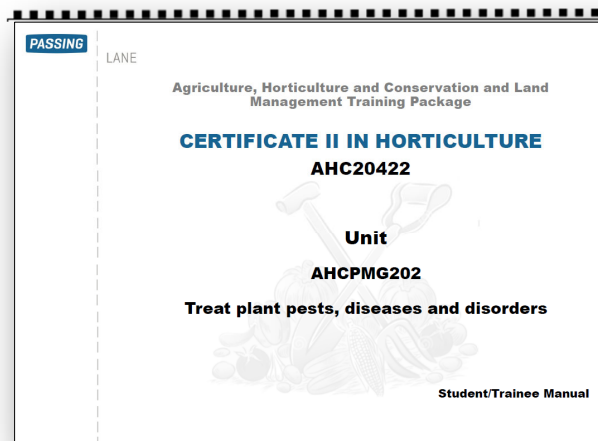 PASSING
LANE
Agriculture, Horticulture and Conservation and Land
Management Training Package
CERTIFICATE II IN HORTICULTURE
AHC20422
Unit
AHCPMG202
Treat plant pests, diseases and disorders
Student/Trainee Manual